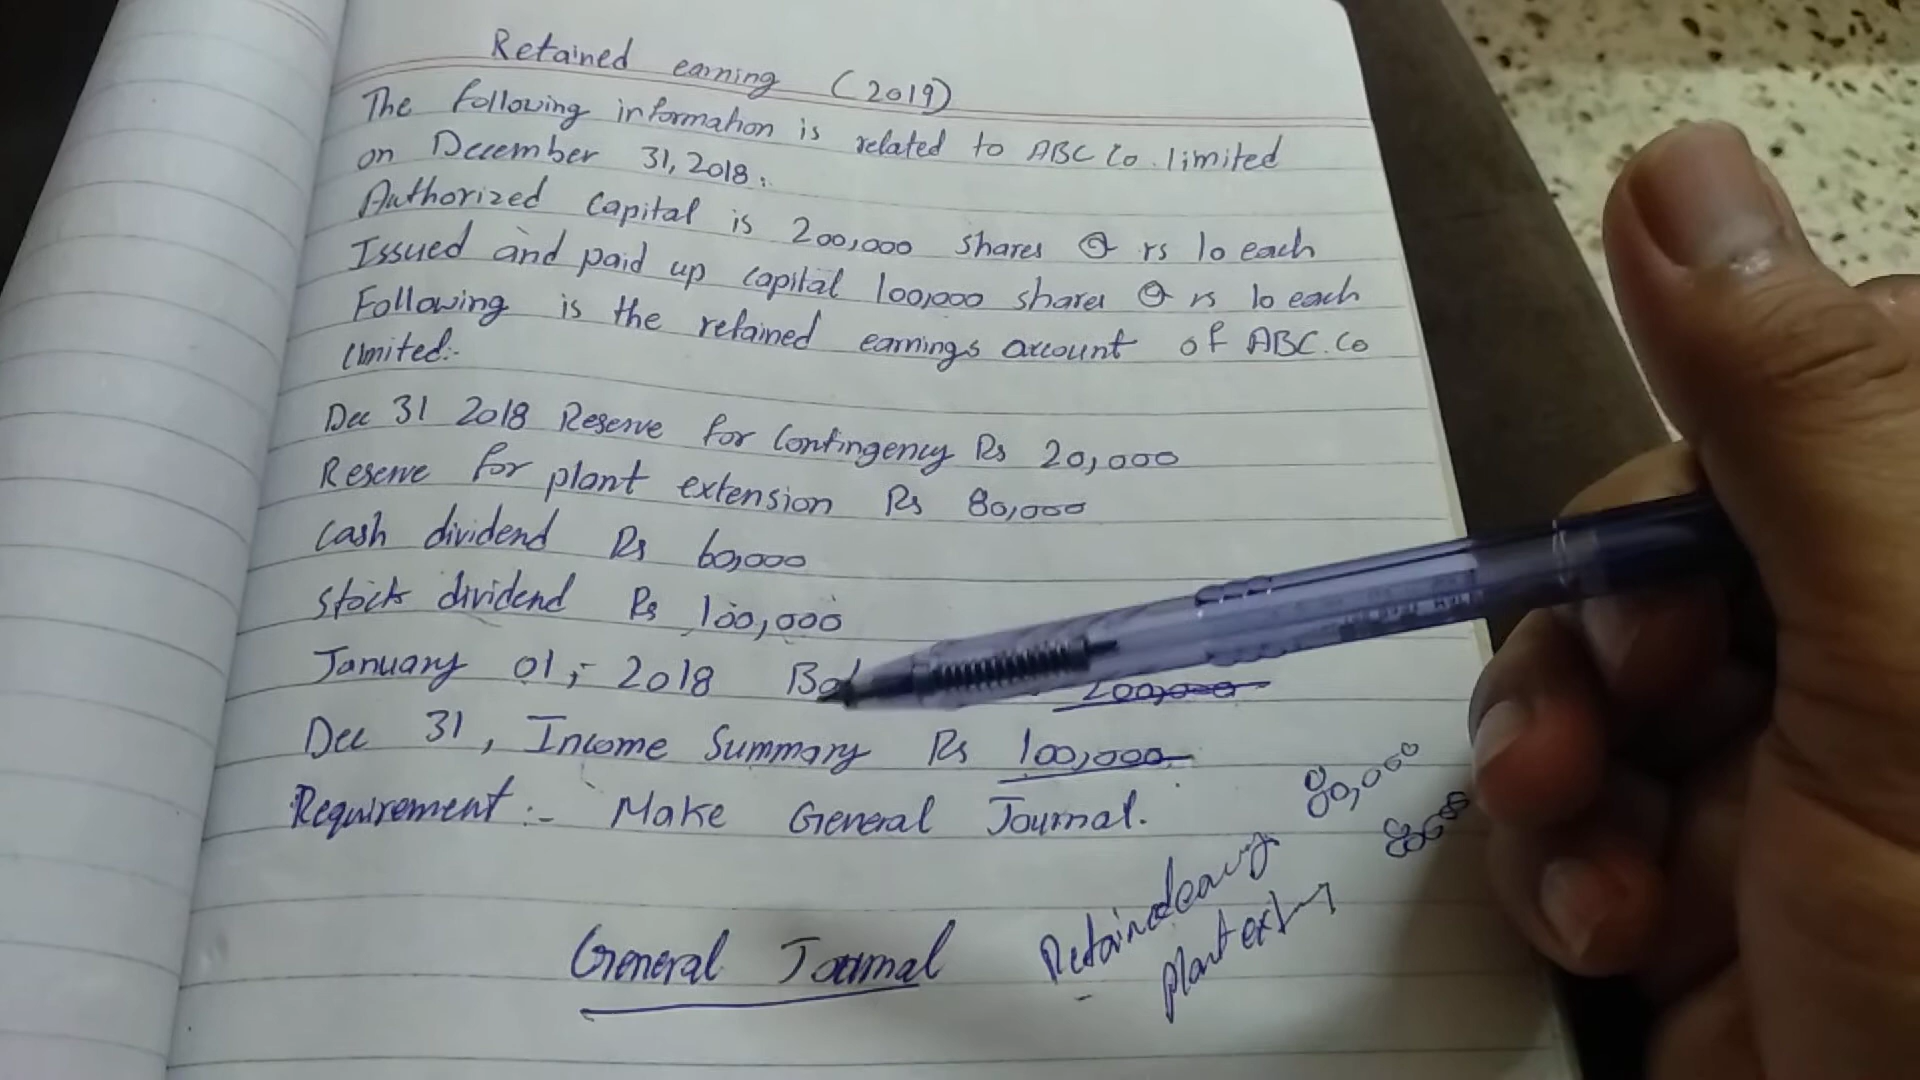 Retained earning (2019)
The following information is related to ABC Co. limited
on December 31, 2018:
Authorized Capital is 200,000 shares @ rs 10 each
Issued and paid up capital 100,000 shares @ rs 10 each
Following is the retained earnings account of ABC.Co
limited:-
Dec 31 2018 Reserve for Contingency Rs 20,000
Reserve for plant extension Rs 80,000
Cash dividend Rs 60,000
Stock dividend Rs 100,000
January 01, 2018 200,000
Dec 31, Income Summary Rs 100,000
Requirement:- Make General Journal.
General Journal
80,000